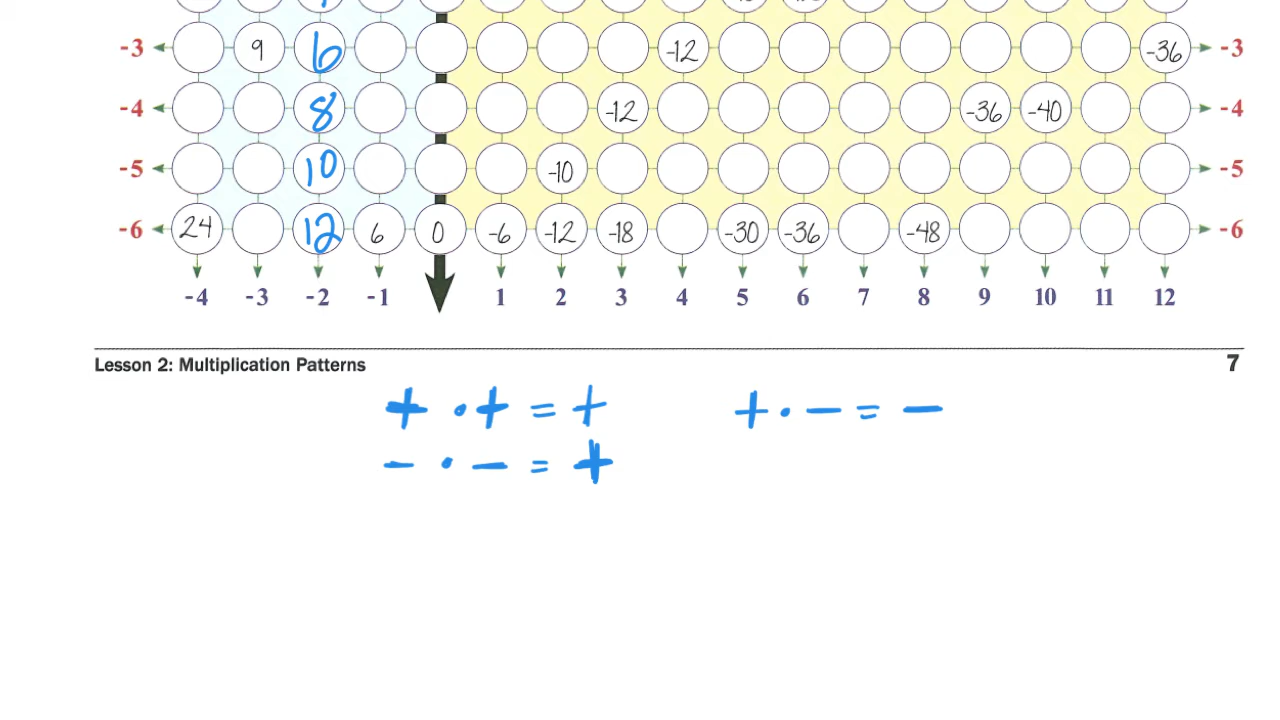 -3 9 6 -12 -36 -3
-4 8 -12 -36 -40 -4
-5 10 -10 -5
-6 24 12 6 0 -6 -12 -18 -30 -36 -48 -6
-4 -3 -2 -1 1 2 3 4 5 6 7 8 9 10 11 12
Lesson 2: Multiplication Patterns 7
+ · + = + + · - = -
- · - = +